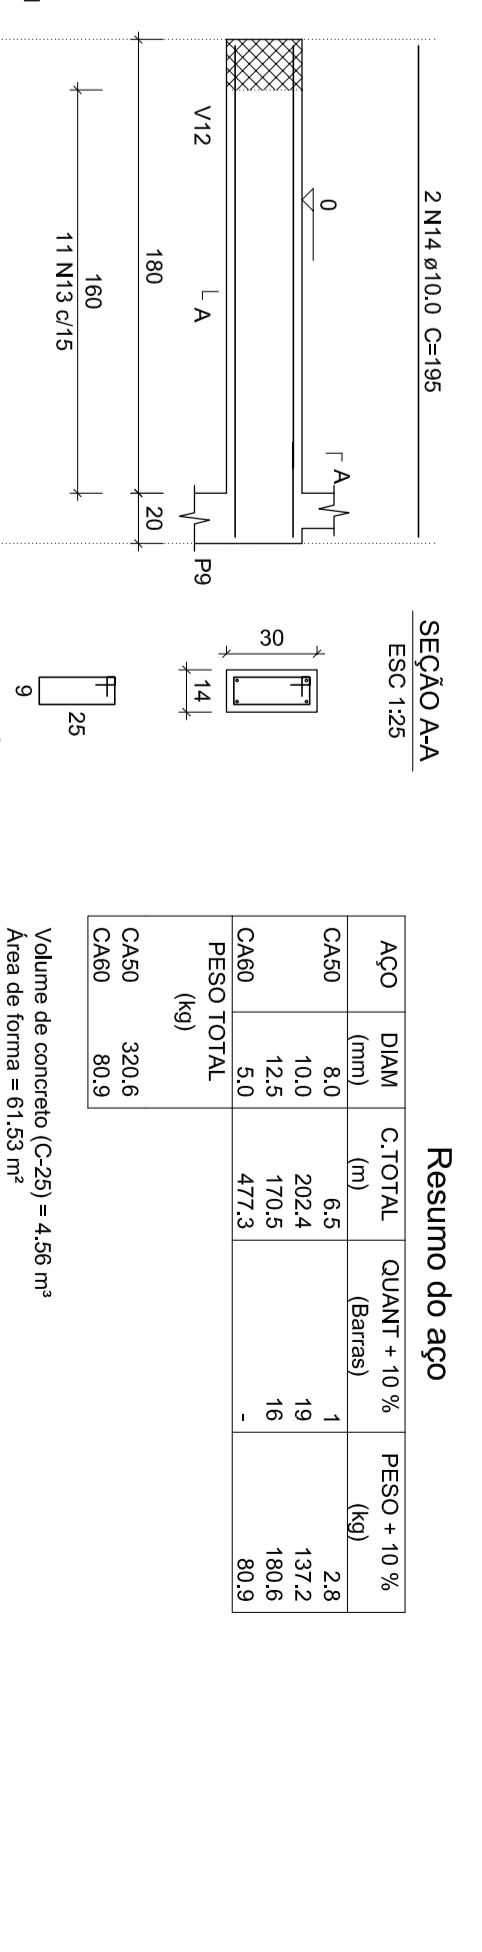 2 N14 ø10.0 C=195
0
A
A
V12
P9
180
20
160
11 N13 c/15
SEÇÃO A-A
ESC 1:25
30
14
25
9
Resumo do aço
AÇO DIAM C.TOTAL QUANT + 10 % PESO + 10 %
(mm) (m) (Barras) (kg)
CA50 8.0 6.5 1 2.8
10.0 202.4 19 137.2
12.5 170.5 16 180.6
CA60 5.0 477.3 - 80.9
PESO TOTAL
(kg)
CA50 320.6
CA60 80.9
Volume de concreto (C-25) = 4.56 m³
Área de forma = 61.53 m²